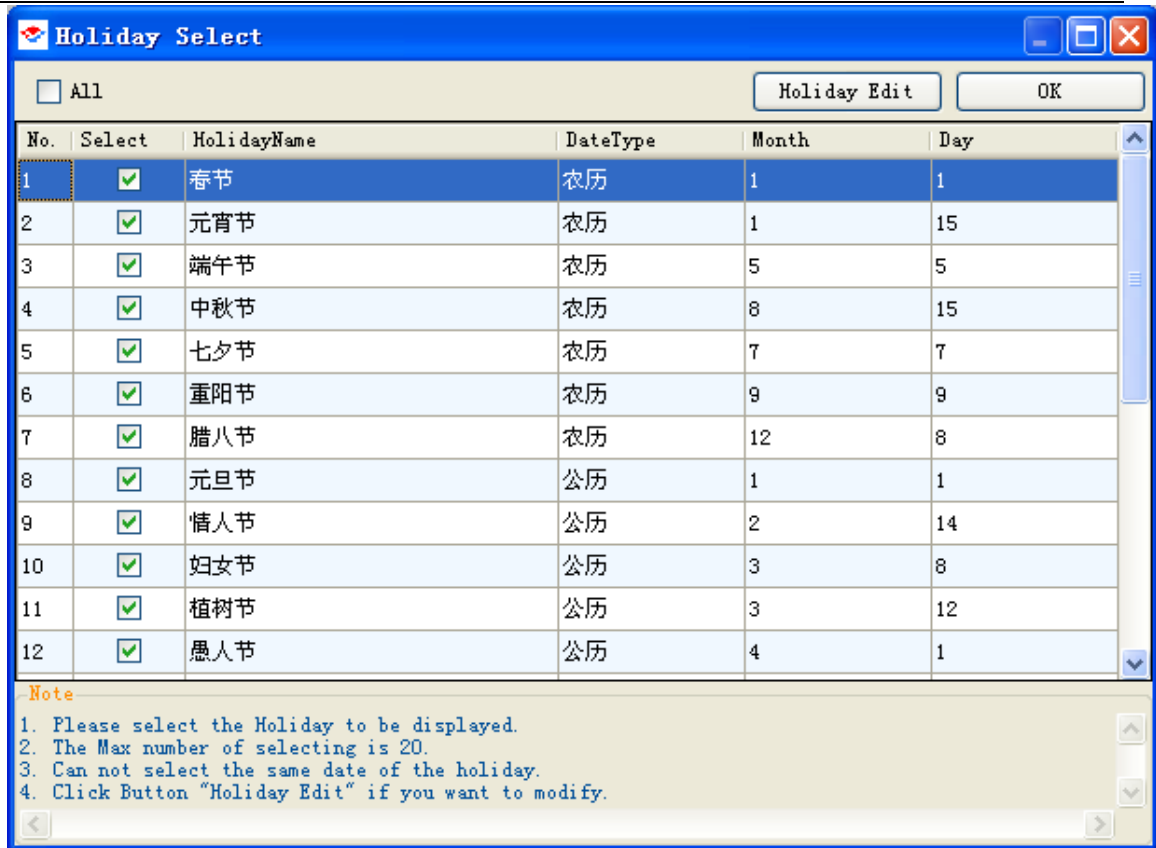 Holiday Select
All Holiday Edit OK
No. Select HolidayName DateType Month Day
1 春节 农历 1 1
2 元宵节 农历 1 15
3 端午节 农历 5 5
4 中秋节 农历 8 15
5 七夕节 农历 7 7
6 重阳节 农历 9 9
7 腊八节 农历 12 8
8 元旦节 公历 1 1
9 情人节 公历 2 14
10 妇女节 公历 3 8
11 植树节 公历 3 12
12 愚人节 公历 4 1
Note
1. Please select the Holiday to be displayed.
2. The Max number of selecting is 20.
3. Can not select the same date of the holiday.
4. Click Button "Holiday Edit" if you want to modify.